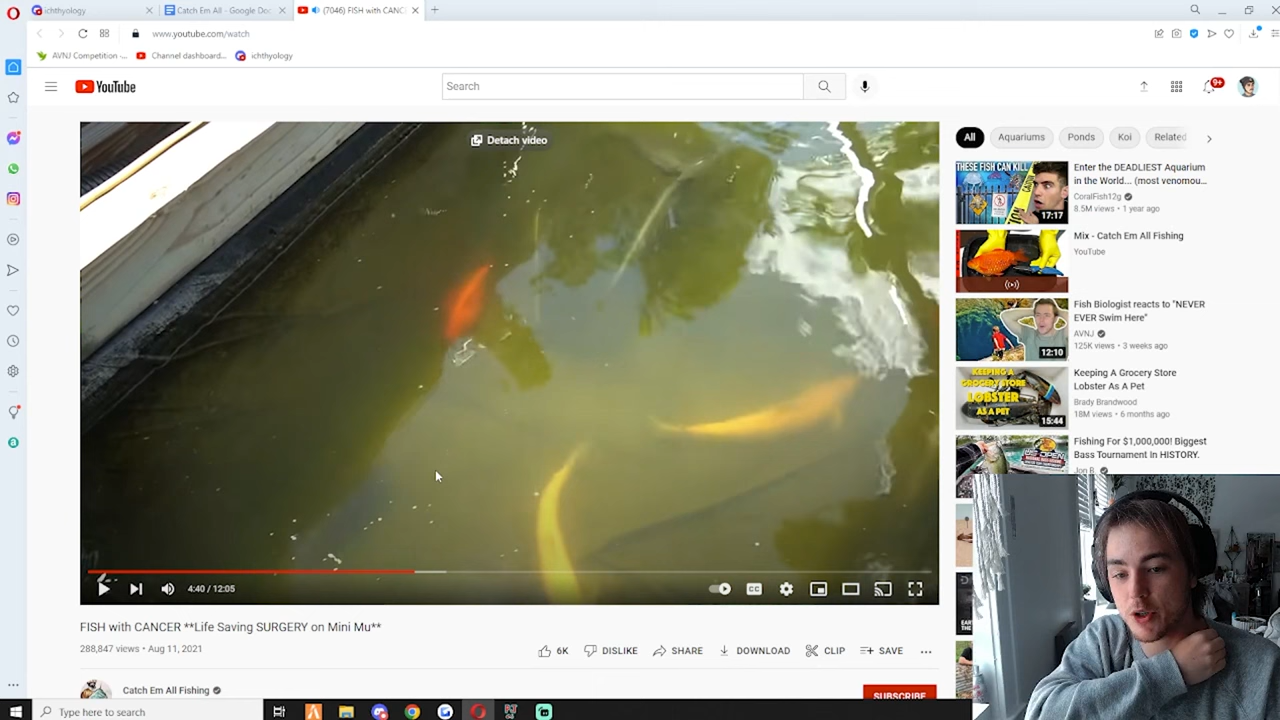 ichthyology
Catch Em All - Google Doc
(7046) FISH with CANC
www.youtube.com/watch
AVNJ Competition -...
Channel dashboard...
ichthyology
YouTube
Search
9+
Detach video
4:40 / 12:05
CC
FISH with CANCER **Life Saving SURGERY on Mini Mu**
288,847 views • Aug 11, 2021
6K
DISLIKE
SHARE
DOWNLOAD
CLIP
SAVE
Catch Em All Fishing
SUBSCRIBE
All
Aquariums
Ponds
Koi
Related
THESE FISH CAN KILL
17:17
Enter the DEADLIEST Aquarium
in the World... (most venomou...
CoralFish12g
8.5M views • 1 year ago
Mix - Catch Em All Fishing
YouTube
12:10
Fish Biologist reacts to "NEVER
EVER Swim Here"
AVNJ
125K views • 3 weeks ago
KEEPING A
GROCERY STORE
LOBSTER
AS A PET
15:44
Keeping A Grocery Store
Lobster As A Pet
Brady Brandwood
18M views • 6 months ago
Fishing For $1,000,000! Biggest
Bass Tournament In HISTORY.
Jon B.
Type here to search